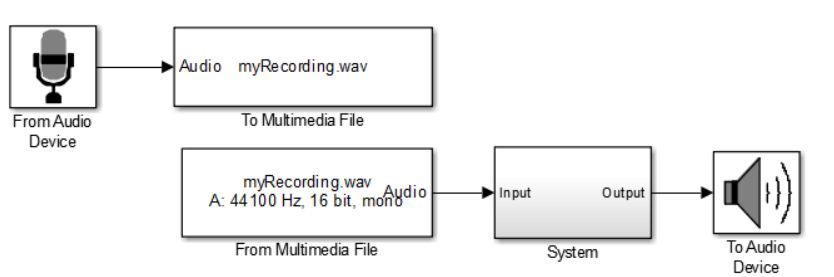 Audio myRecording.wav
From Audio
Device
To Multimedia File
myRecording.wav
Audio
A: 44100 Hz, 16 bit, mono
Input Output
From Multimedia File
System
To Audio
Device